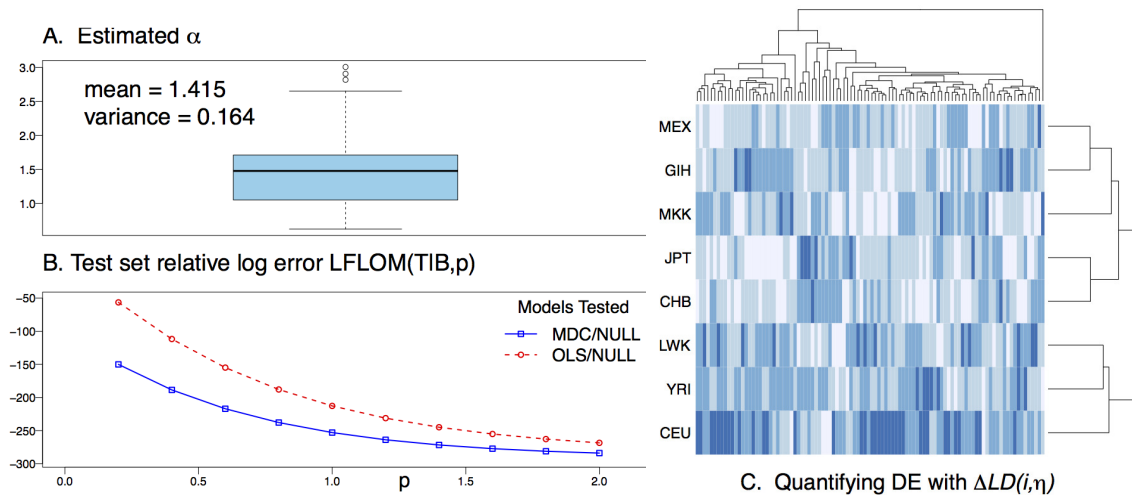 A. Estimated α
3.0
2.5
2.0
1.5
1.0
mean = 1.415
variance = 0.164
B. Test set relative log error LFLOM(T|B,p)
-50
-100
-150
-200
-250
-300
Models Tested
MDC/NULL
OLS/NULL
0.0
0.5
1.0
p
1.5
2.0
MEX
GIH
MKK
JPT
CHB
LWK
YRI
CEU
C. Quantifying DE with ΔLD(i,η)